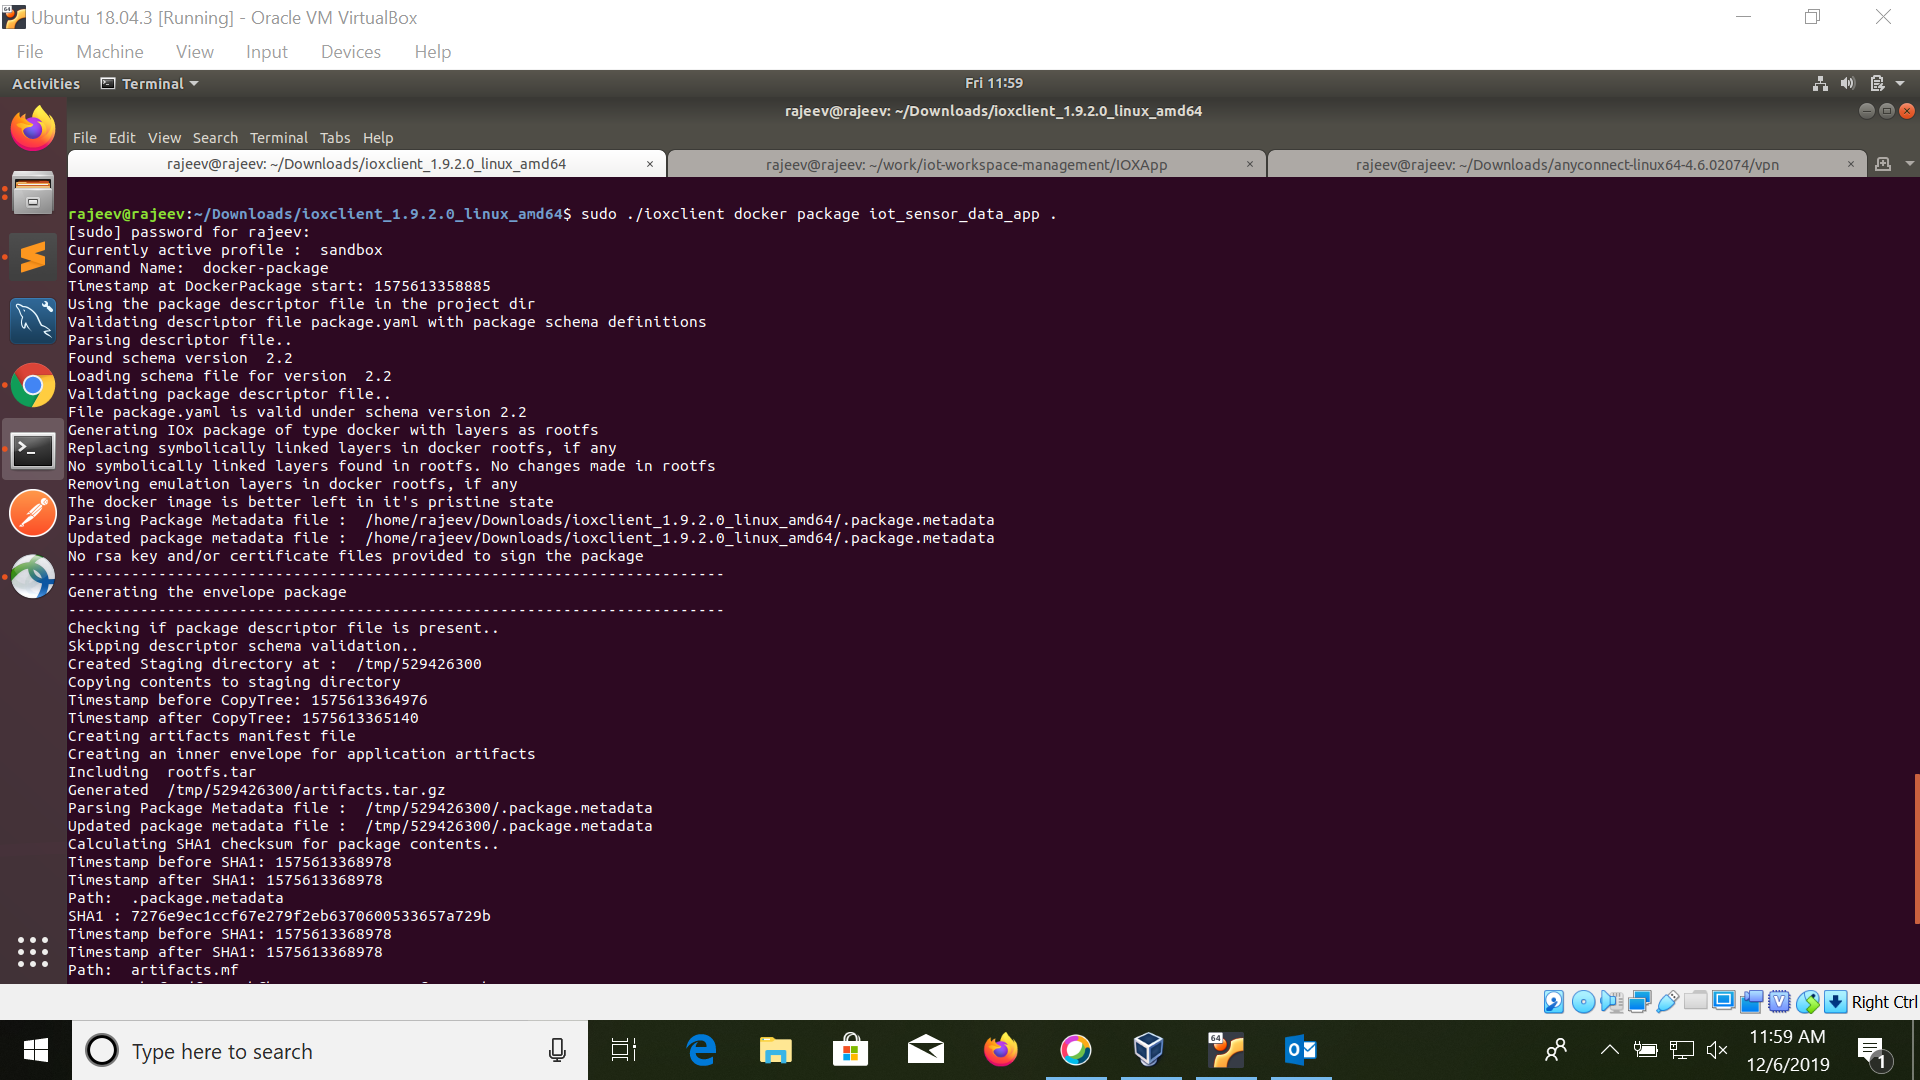 Ubuntu 18.04.3 [Running] - Oracle VM VirtualBox
File Machine View Input Devices Help
Activities Terminal Fri 11:59
rajeev@rajeev: ~/Downloads/ioxclient_1.9.2.0_linux_amd64
File Edit View Search Terminal Tabs Help
rajeev@rajeev: ~/Downloads/ioxclient_1.9.2.0_linux_amd64 × rajeev@rajeev: ~/work/iot-workspace-management/IOXApp × rajeev@rajeev: ~/Downloads/anyconnect-linux64-4.6.02074/vpn ×
rajeev@rajeev:~/Downloads/ioxclient_1.9.2.0_linux_amd64$ sudo ./ioxclient docker package iot_sensor_data_app .
[sudo] password for rajeev:
Currently active profile :  sandbox
Command Name:  docker-package
Timestamp at DockerPackage start: 1575613358885
Using the package descriptor file in the project dir
Validating descriptor file package.yaml with package schema definitions
Parsing descriptor file..
Found schema version  2.2
Loading schema file for version  2.2
Validating package descriptor file..
File package.yaml is valid under schema version 2.2
Generating IOx package of type docker with layers as rootfs
Replacing symbolically linked layers in docker rootfs, if any
No symbolically linked layers found in rootfs. No changes made in rootfs
Removing emulation layers in docker rootfs, if any
The docker image is better left in it's pristine state
Parsing Package Metadata file :  /home/rajeev/Downloads/ioxclient_1.9.2.0_linux_amd64/.package.metadata
Updated package metadata file :  /home/rajeev/Downloads/ioxclient_1.9.2.0_linux_amd64/.package.metadata
No rsa key and/or certificate files provided to sign the package
-------------------------------------------------------------------------
Generating the envelope package
-------------------------------------------------------------------------
Checking if package descriptor file is present..
Skipping descriptor schema validation..
Created Staging directory at :  /tmp/529426300
Copying contents to staging directory
Timestamp before CopyTree: 1575613364976
Timestamp after CopyTree: 1575613365140
Creating artifacts manifest file
Creating an inner envelope for application artifacts
Including  rootfs.tar
Generated  /tmp/529426300/artifacts.tar.gz
Parsing Package Metadata file :  /tmp/529426300/.package.metadata
Updated package metadata file :  /tmp/529426300/.package.metadata
Calculating SHA1 checksum for package contents..
Timestamp before SHA1: 1575613368978
Timestamp after SHA1: 1575613368978
Path:  .package.metadata
SHA1 : 7276e9ec1ccf67e279f2eb6370600533657a729b
Timestamp before SHA1: 1575613368978
Timestamp after SHA1: 1575613368978
Path:  artifacts.mf
Right Ctrl
Type here to search
64
11:59 AM
12/6/2019
1